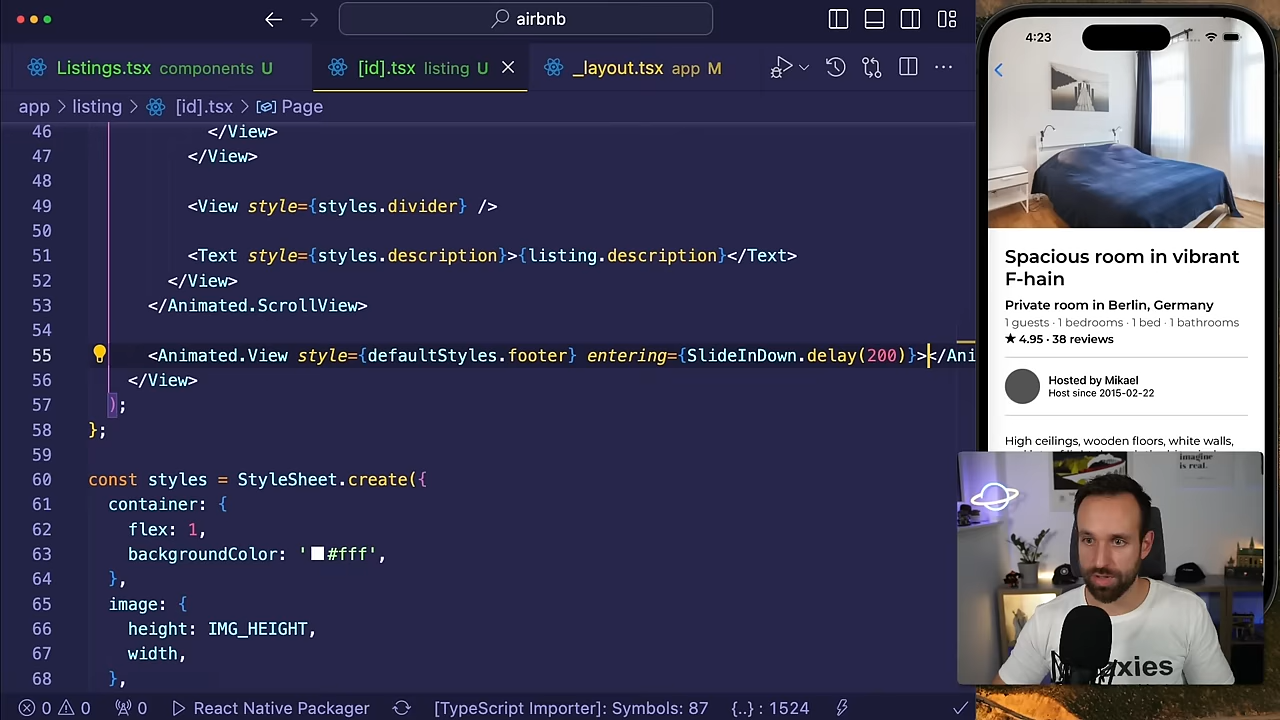 airbnb
Listings.tsx components U
[id].tsx listing U
_layout.tsx app M
app > listing > [id].tsx > Page
46 </View>
47 </View>
48
49 <View style={styles.divider} />
50
51 <Text style={styles.description}>{listing.description}</Text>
52 </View>
53 </Animated.ScrollView>
54
55 <Animated.View style={defaultStyles.footer} entering={SlideInDown.delay(200)}></Ani
56 </View>
57 );
58 };
59
60 const styles = StyleSheet.create({
61 container: {
62 flex: 1,
63 backgroundColor: '#fff',
64 },
65 image: {
66 height: IMG_HEIGHT,
67 width,
68 },
0 0 0 React Native Packager [TypeScript Importer]: Symbols: 87 {..} : 1524
4:23
Spacious room in vibrant
F-hain
Private room in Berlin, Germany
1 guests · 1 bedrooms · 1 bed · 1 bathrooms
★ 4.95 · 38 reviews
Hosted by Mikael
Host since 2015-02-22
High ceilings, wooden floors, white walls,
imagine
is real.